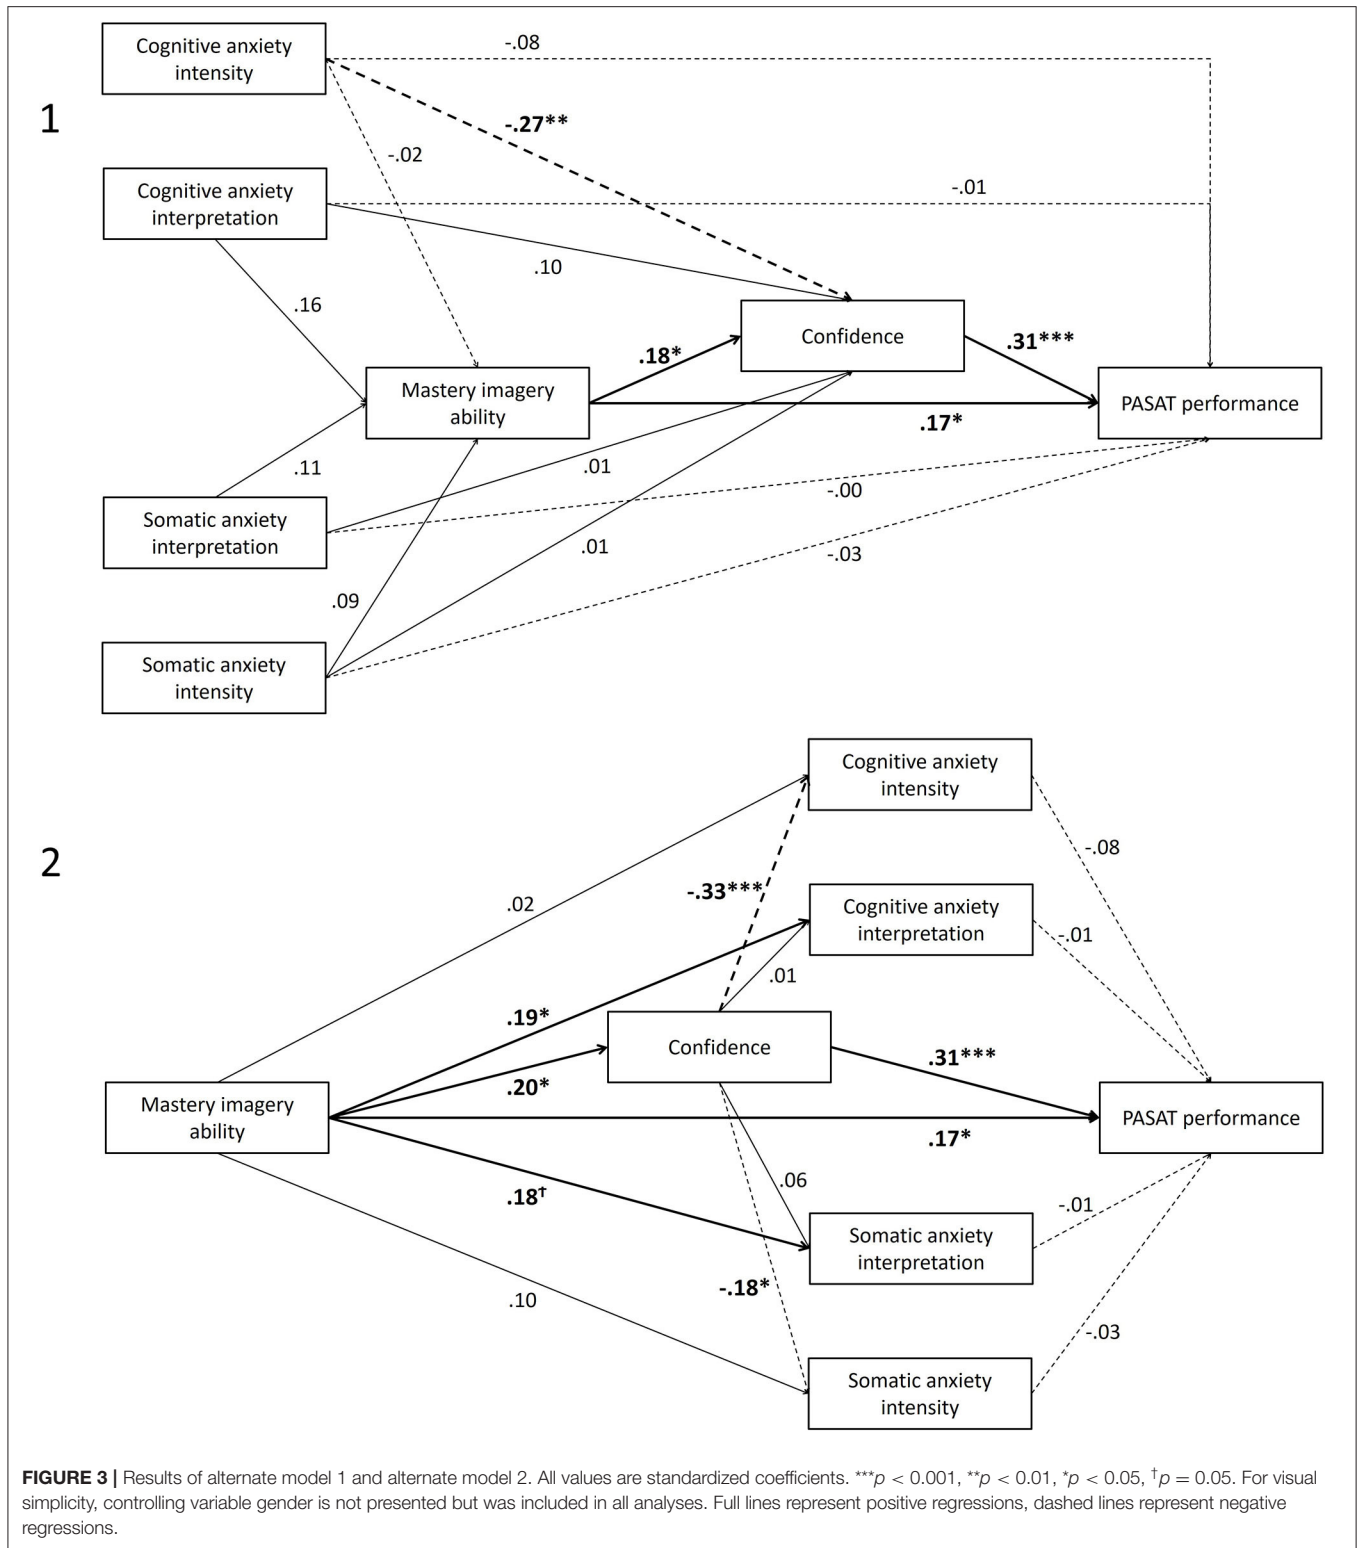 1
Cognitive anxiety
intensity
-.08
-.27**
-.02
Cognitive anxiety
interpretation
-.01
.10
.16
Confidence
.18*
.31***
Mastery imagery
ability
PASAT performance
.17*
.11
.01
-.00
Somatic anxiety
interpretation
.01
-.03
.09
Somatic anxiety
intensity
2
Cognitive anxiety
intensity
-.08
-.33***
.02
Cognitive anxiety
interpretation
-.01
.01
.19*
Confidence
.31***
.20*
Mastery imagery
ability
PASAT performance
.17*
.06
.18†
-.01
Somatic anxiety
interpretation
-.18*
.10
-.03
Somatic anxiety
intensity
FIGURE 3 | Results of alternate model 1 and alternate model 2. All values are standardized coefficients. ***p < 0.001, **p < 0.01, *p < 0.05, †p = 0.05. For visual
simplicity, controlling variable gender is not presented but was included in all analyses. Full lines represent positive regressions, dashed lines represent negative
regressions.